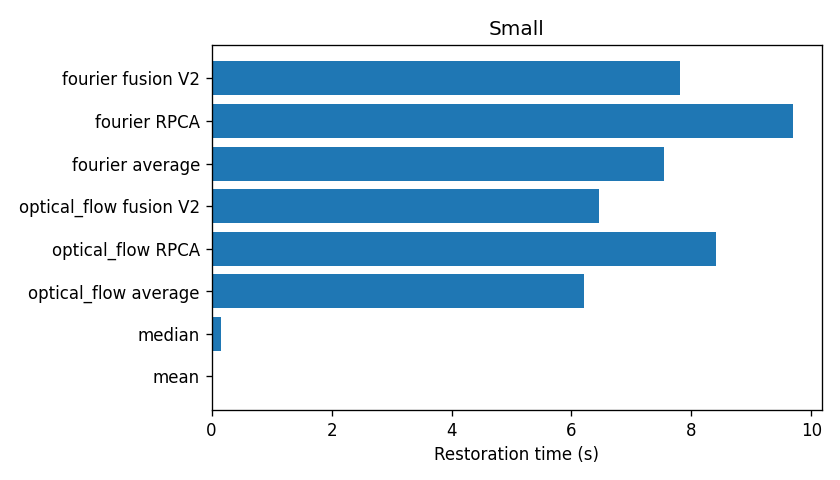 Small
fourier fusion V2
fourier RPCA
fourier average
optical_flow fusion V2
optical_flow RPCA
optical_flow average
median
mean
0 2 4 6 8 10
Restoration time (s)